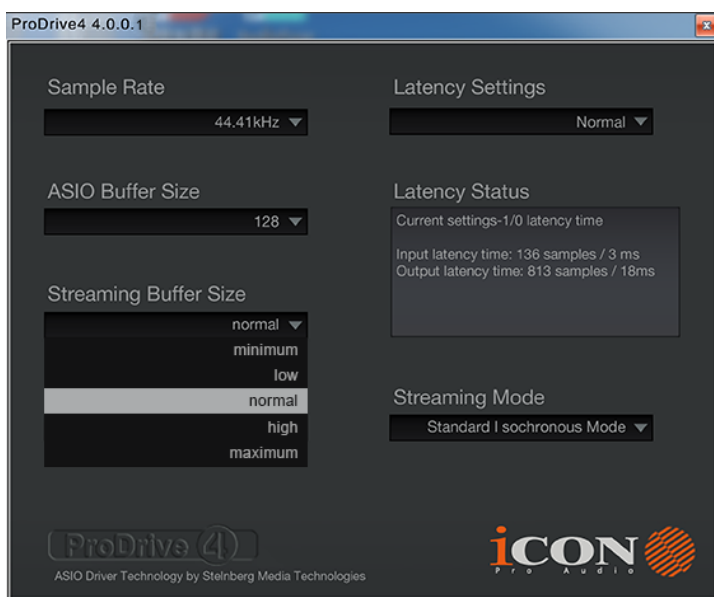 ProDrive4 4.0.0.1
Sample Rate
44.41kHz
ASIO Buffer Size
128
Streaming Buffer Size
normal
minimum
low
normal
high
maximum
Latency Settings
Normal
Latency Status
Current settings-1/0 latency time
Input latency time: 136 samples / 3 ms
Output latency time: 813 samples / 18ms
Streaming Mode
Standard I sochronous Mode
ProDrive 4
ASIO Driver Technology by Steinberg Media Technologies
iCON
Pro Audio